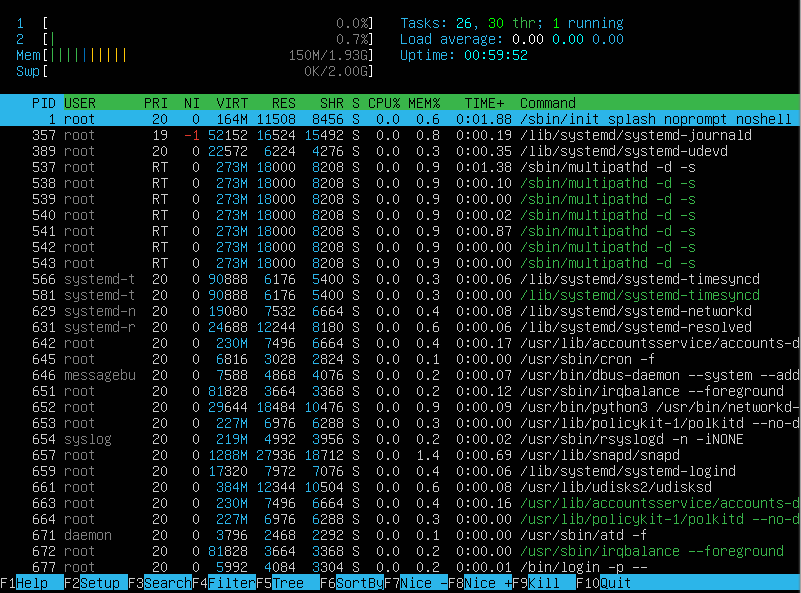 1 [ 0.0%] Tasks: 26, 30 thr; 1 running
2 [| 0.7%] Load average: 0.00 0.00 0.00
Mem[|||||||||| 150M/1.93G] Uptime: 00:59:52
Swp[ 0K/2.00G]
PID USER PRI NI VIRT RES SHR S CPU% MEM% TIME+ Command
1 root 20 0 164M 11508 8456 S 0.0 0.6 0:01.88 /sbin/init splash noprompt noshell
357 root 19 -1 52152 16524 15492 S 0.0 0.8 0:00.19 /lib/systemd/systemd-journald
389 root 20 0 22572 6224 4276 S 0.0 0.3 0:00.35 /lib/systemd/systemd-udevd
537 root RT 0 273M 18000 8208 S 0.0 0.9 0:01.38 /sbin/multipathd -d -s
538 root RT 0 273M 18000 8208 S 0.0 0.9 0:00.10 /sbin/multipathd -d -s
539 root RT 0 273M 18000 8208 S 0.0 0.9 0:00.00 /sbin/multipathd -d -s
540 root RT 0 273M 18000 8208 S 0.0 0.9 0:00.02 /sbin/multipathd -d -s
541 root RT 0 273M 18000 8208 S 0.0 0.9 0:00.87 /sbin/multipathd -d -s
542 root RT 0 273M 18000 8208 S 0.0 0.9 0:00.00 /sbin/multipathd -d -s
543 root RT 0 273M 18000 8208 S 0.0 0.9 0:00.00 /sbin/multipathd -d -s
566 systemd-t 20 0 90888 6176 5400 S 0.0 0.3 0:00.06 /lib/systemd/systemd-timesyncd
581 systemd-t 20 0 90888 6176 5400 S 0.0 0.3 0:00.00 /lib/systemd/systemd-timesyncd
629 systemd-n 20 0 19080 7532 6664 S 0.0 0.4 0:00.08 /lib/systemd/systemd-networkd
631 systemd-r 20 0 24688 12244 8180 S 0.0 0.6 0:00.06 /lib/systemd/systemd-resolved
642 root 20 0 230M 7496 6664 S 0.0 0.4 0:00.17 /usr/lib/accountsservice/accounts-d
645 root 20 0 6816 3028 2824 S 0.0 0.1 0:00.00 /usr/sbin/cron -f
646 messagebu 20 0 7588 4868 4076 S 0.0 0.2 0:00.07 /usr/bin/dbus-daemon --system --add
651 root 20 0 81828 3664 3368 S 0.0 0.2 0:00.12 /usr/sbin/irqbalance --foreground
652 root 20 0 29644 18484 10476 S 0.0 0.9 0:00.09 /usr/bin/python3 /usr/bin/networkd-
653 root 20 0 227M 6976 6288 S 0.0 0.3 0:00.00 /usr/lib/policykit-1/polkitd --no-d
654 syslog 20 0 219M 4992 3956 S 0.0 0.2 0:00.02 /usr/sbin/rsyslogd -n -iNONE
657 root 20 0 1288M 27936 18712 S 0.0 1.4 0:00.69 /usr/lib/snapd/snapd
659 root 20 0 17320 7972 7076 S 0.0 0.4 0:00.06 /lib/systemd/systemd-logind
661 root 20 0 384M 12344 10504 S 0.0 0.6 0:00.08 /usr/lib/udisks2/udisksd
663 root 20 0 230M 7496 6664 S 0.0 0.4 0:00.16 /usr/lib/accountsservice/accounts-d
664 root 20 0 227M 6976 6288 S 0.0 0.3 0:00.00 /usr/lib/policykit-1/polkitd --no-d
671 daemon 20 0 3796 2468 2292 S 0.0 0.1 0:00.00 /usr/sbin/atd -f
672 root 20 0 81828 3664 3368 S 0.0 0.2 0:00.00 /usr/sbin/irqbalance --foreground
677 root 20 0 5992 4084 3304 S 0.0 0.2 0:00.01 /bin/login -p --
F1Help F2Setup F3SearchF4FilterF5Tree F6SortByF7Nice -F8Nice +F9Kill F10Quit